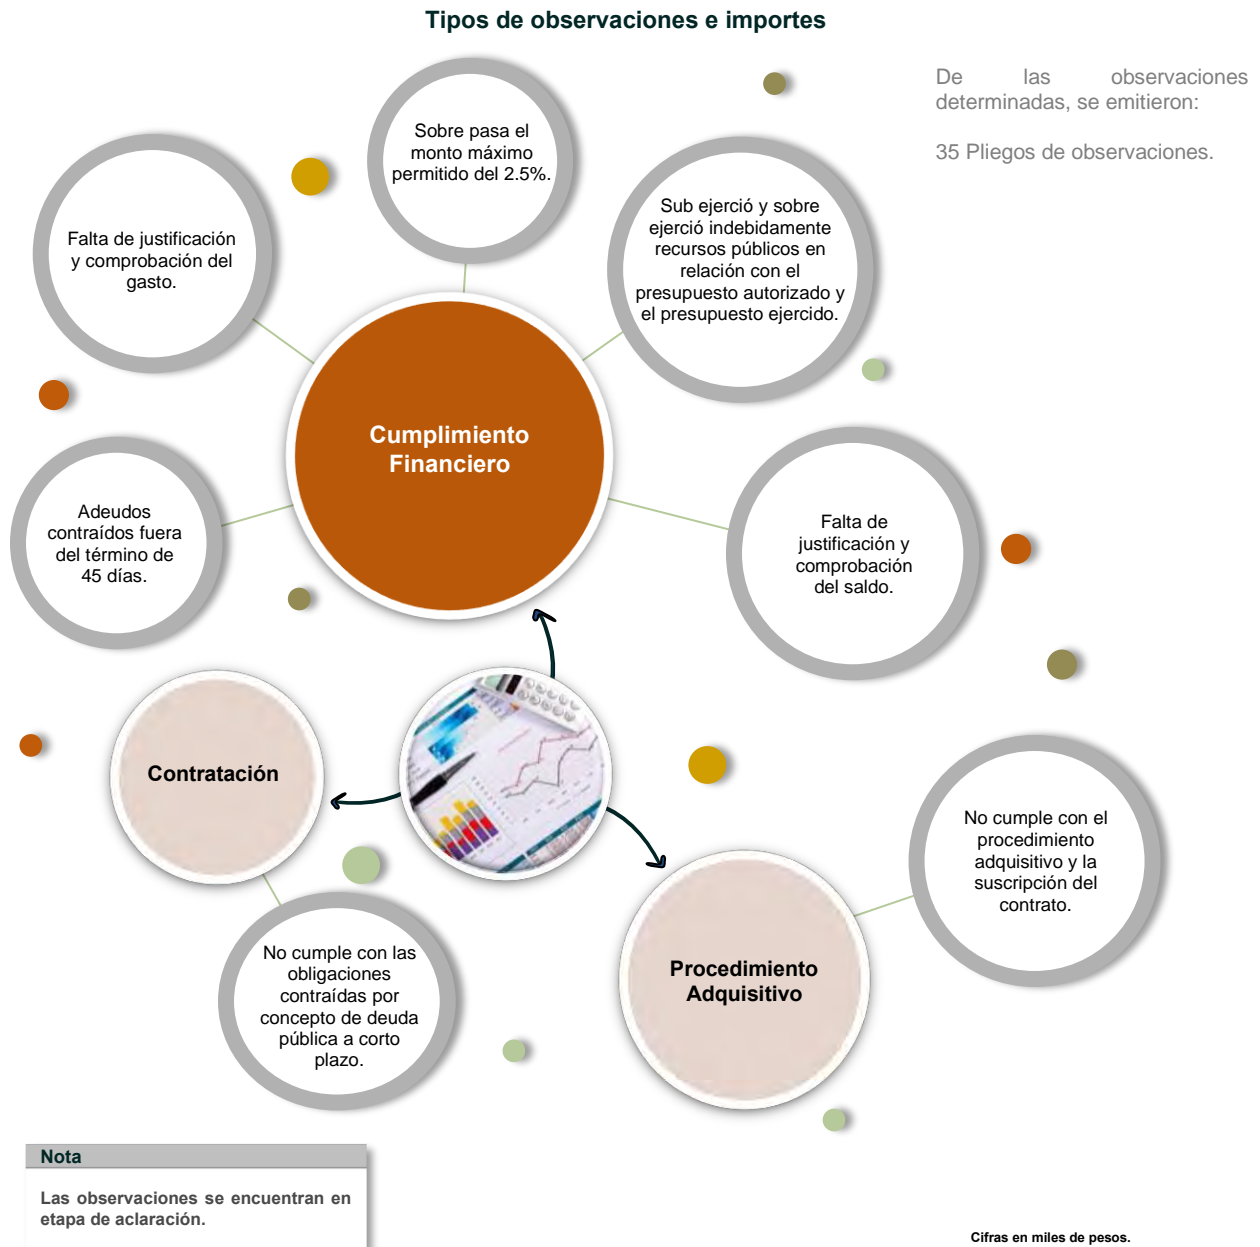 Tipos de observaciones e importes
De las observaciones
determinadas, se emitieron:
35 Pliegos de observaciones.
Sobre pasa el
monto máximo
permitido del 2.5%.
Falta de justificación
y comprobación del
gasto.
Sub ejerció y sobre
ejerció indebidamente
recursos públicos en
relación con el
presupuesto autorizado y
el presupuesto ejercido.
Cumplimiento
Financiero
Adeudos
contraídos fuera
del término de
45 días.
Falta de
justificación y
comprobación
del saldo.
Contratación
No cumple con el
procedimiento
adquisitivo y la
suscripción del
contrato.
No cumple con las
obligaciones
contraídas por
concepto de deuda
pública a corto
plazo.
Procedimiento
Adquisitivo
Nota
Las observaciones se encuentran en
etapa de aclaración.
Cifras en miles de pesos.